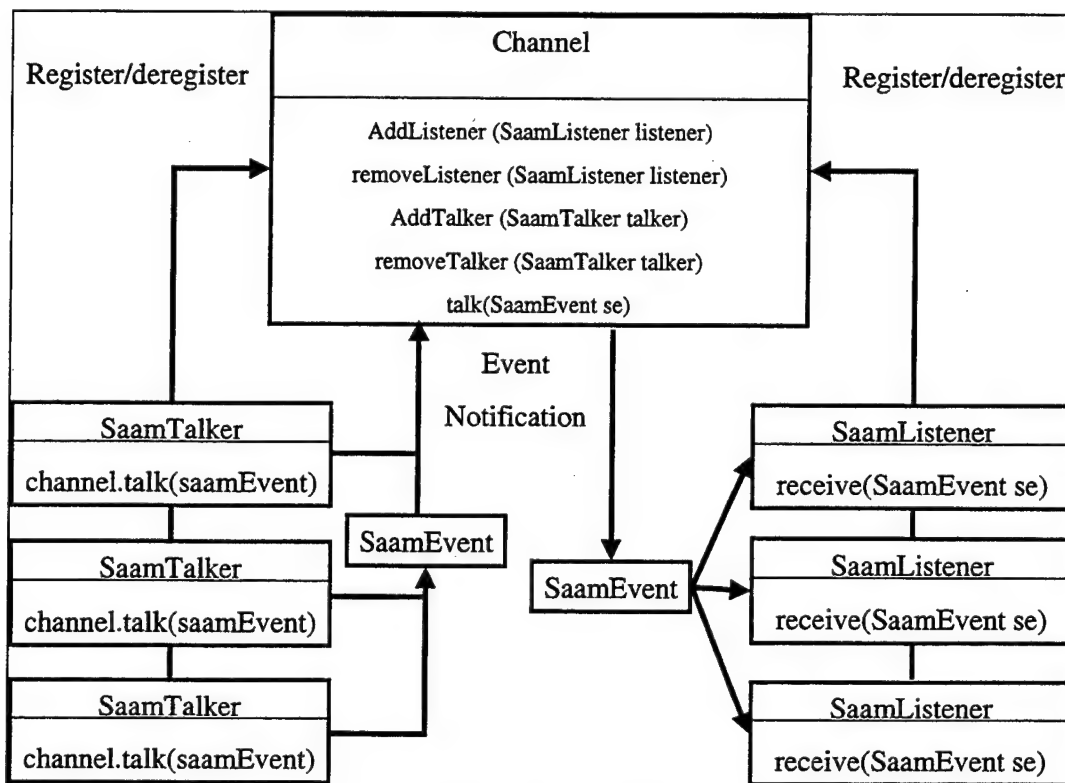 Channel
Register/deregister
Register/deregister
AddListener (SaamListener listener)
removeListener (SaamListener listener)
AddTalker (SaamTalker talker)
removeTalker (SaamTalker talker)
talk(SaamEvent se)
Event
Notification
SaamTalker
channel.talk(saamEvent)
SaamTalker
channel.talk(saamEvent)
SaamTalker
channel.talk(saamEvent)
SaamEvent
SaamEvent
SaamListener
receive(SaamEvent se)
SaamListener
receive(SaamEvent se)
SaamListener
receive(SaamEvent se)